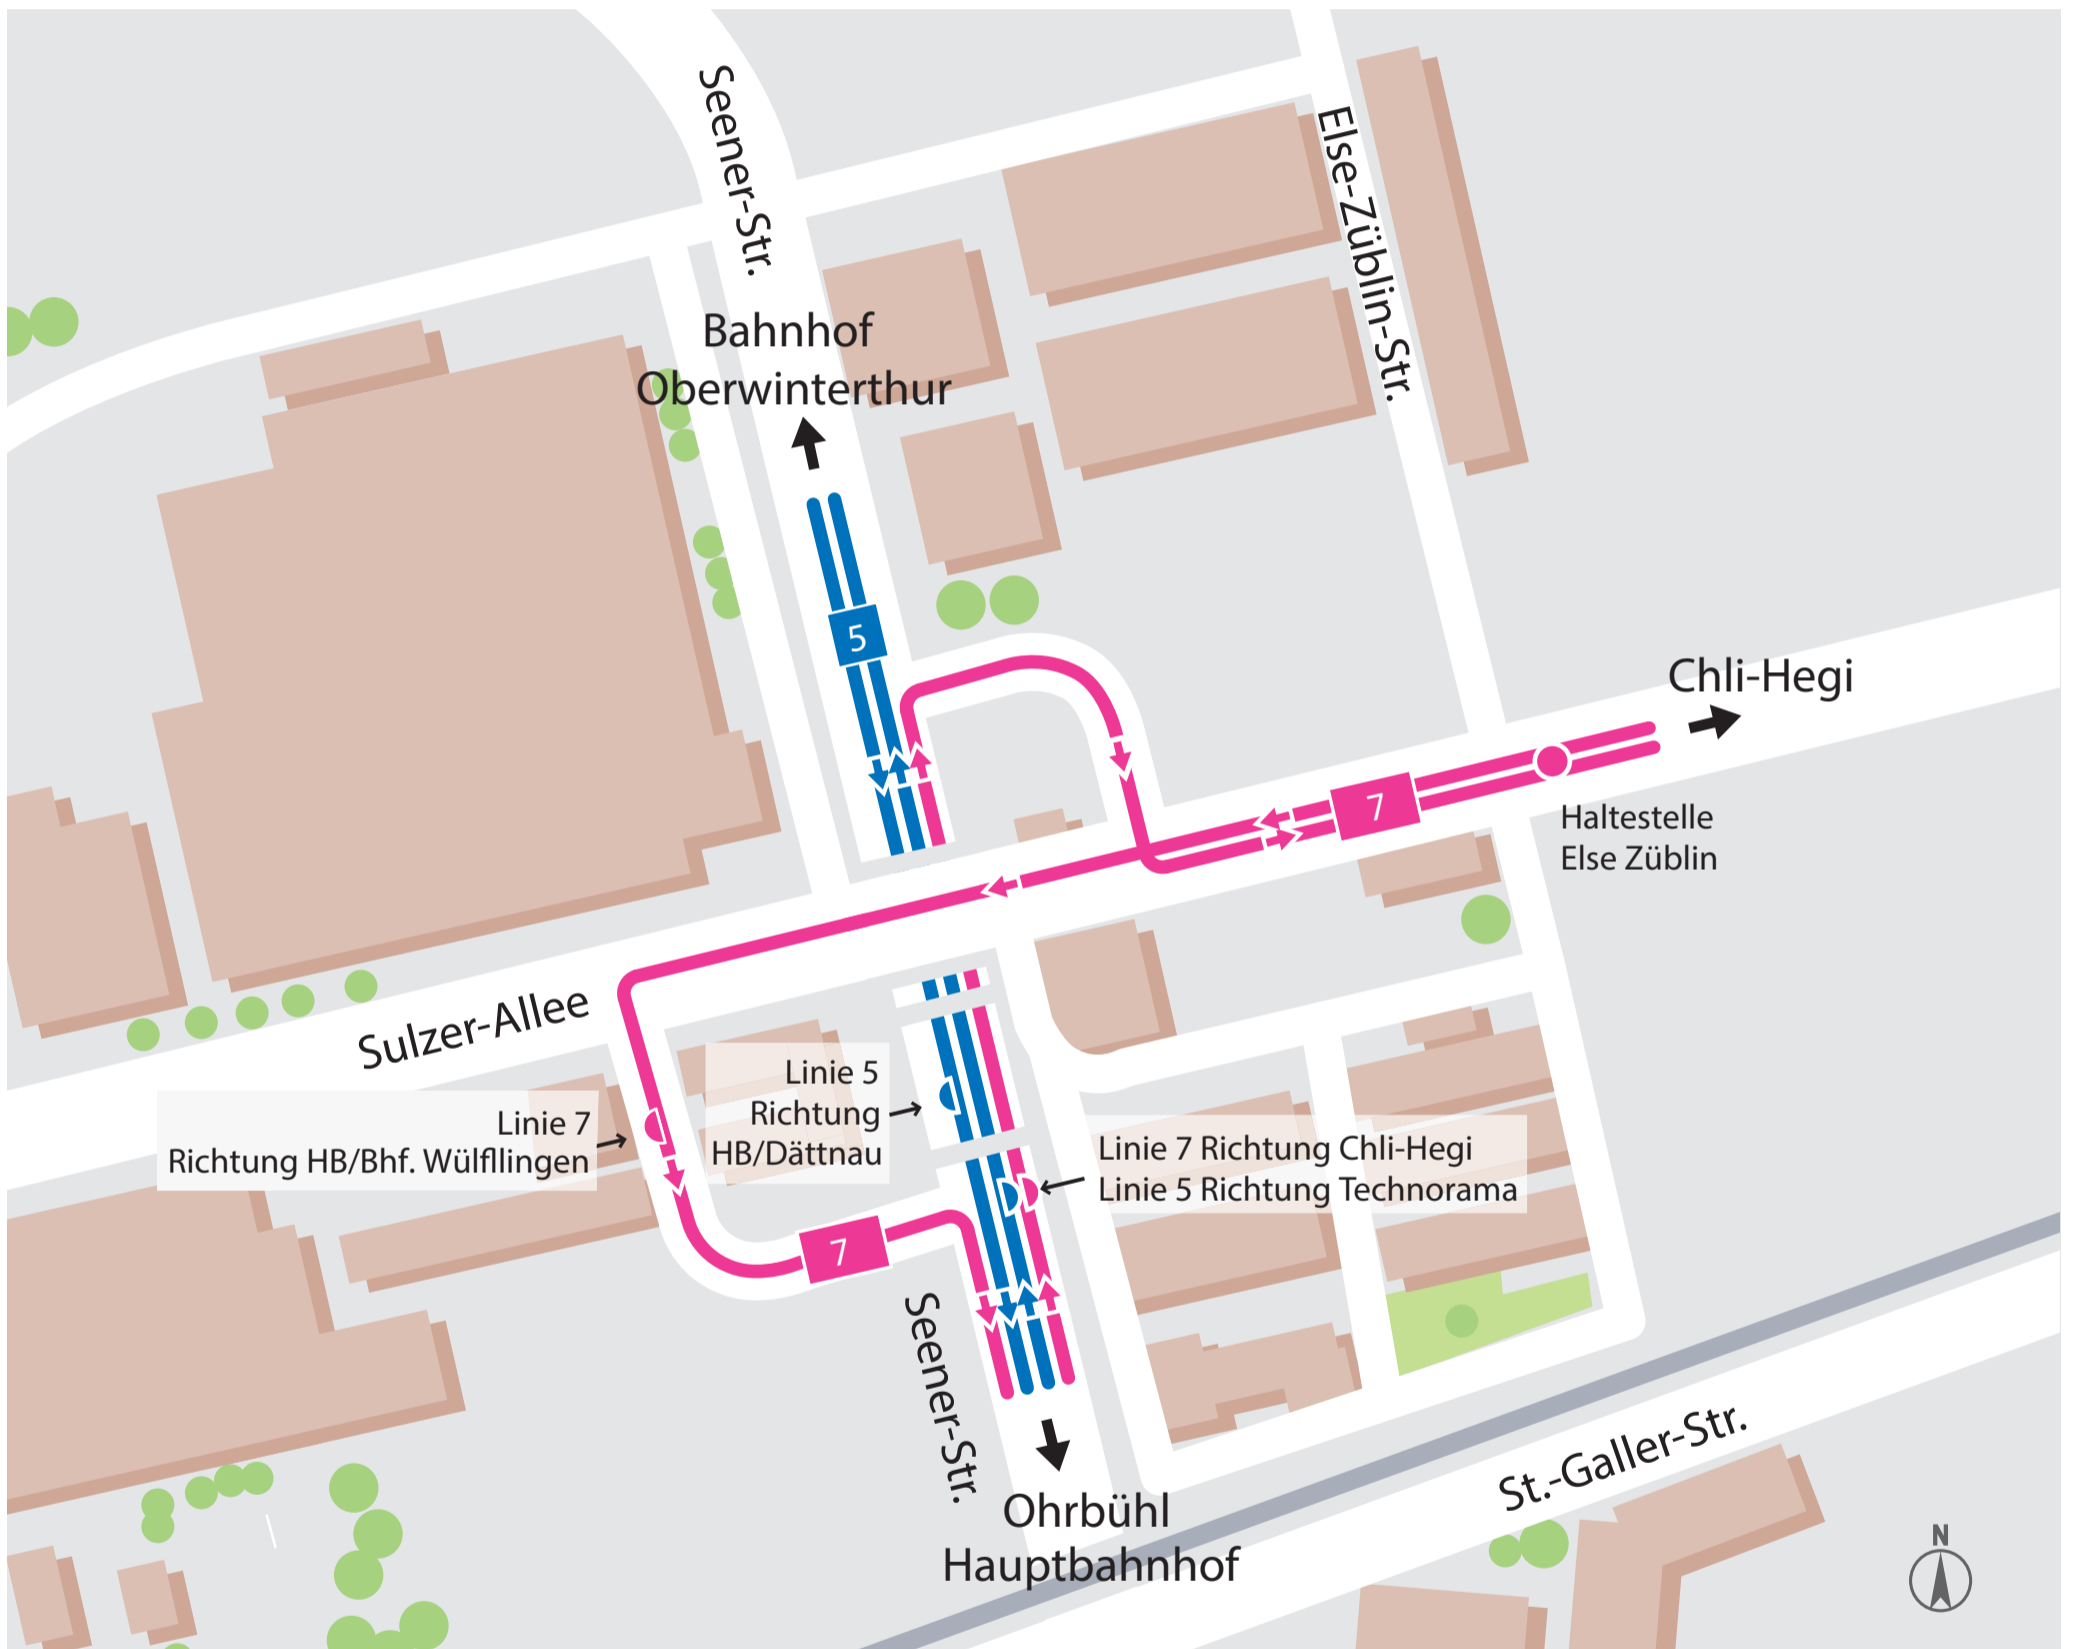 Seener-Str.
Else-Züblin-Str.
Bahnhof
Oberwinterthur
5
Chli-Hegi
7
Haltestelle
Else Züblin
Sulzer-Allee
Linie 5
Richtung
HB/Dättnau
Linie 7
Richtung HB/Bhf. Wülfllingen
Linie 7 Richtung Chli-Hegi
Linie 5 Richtung Technorama
7
Seener-Str.
St.-Galler-Str.
Ohrbühl
Hauptbahnhof
N